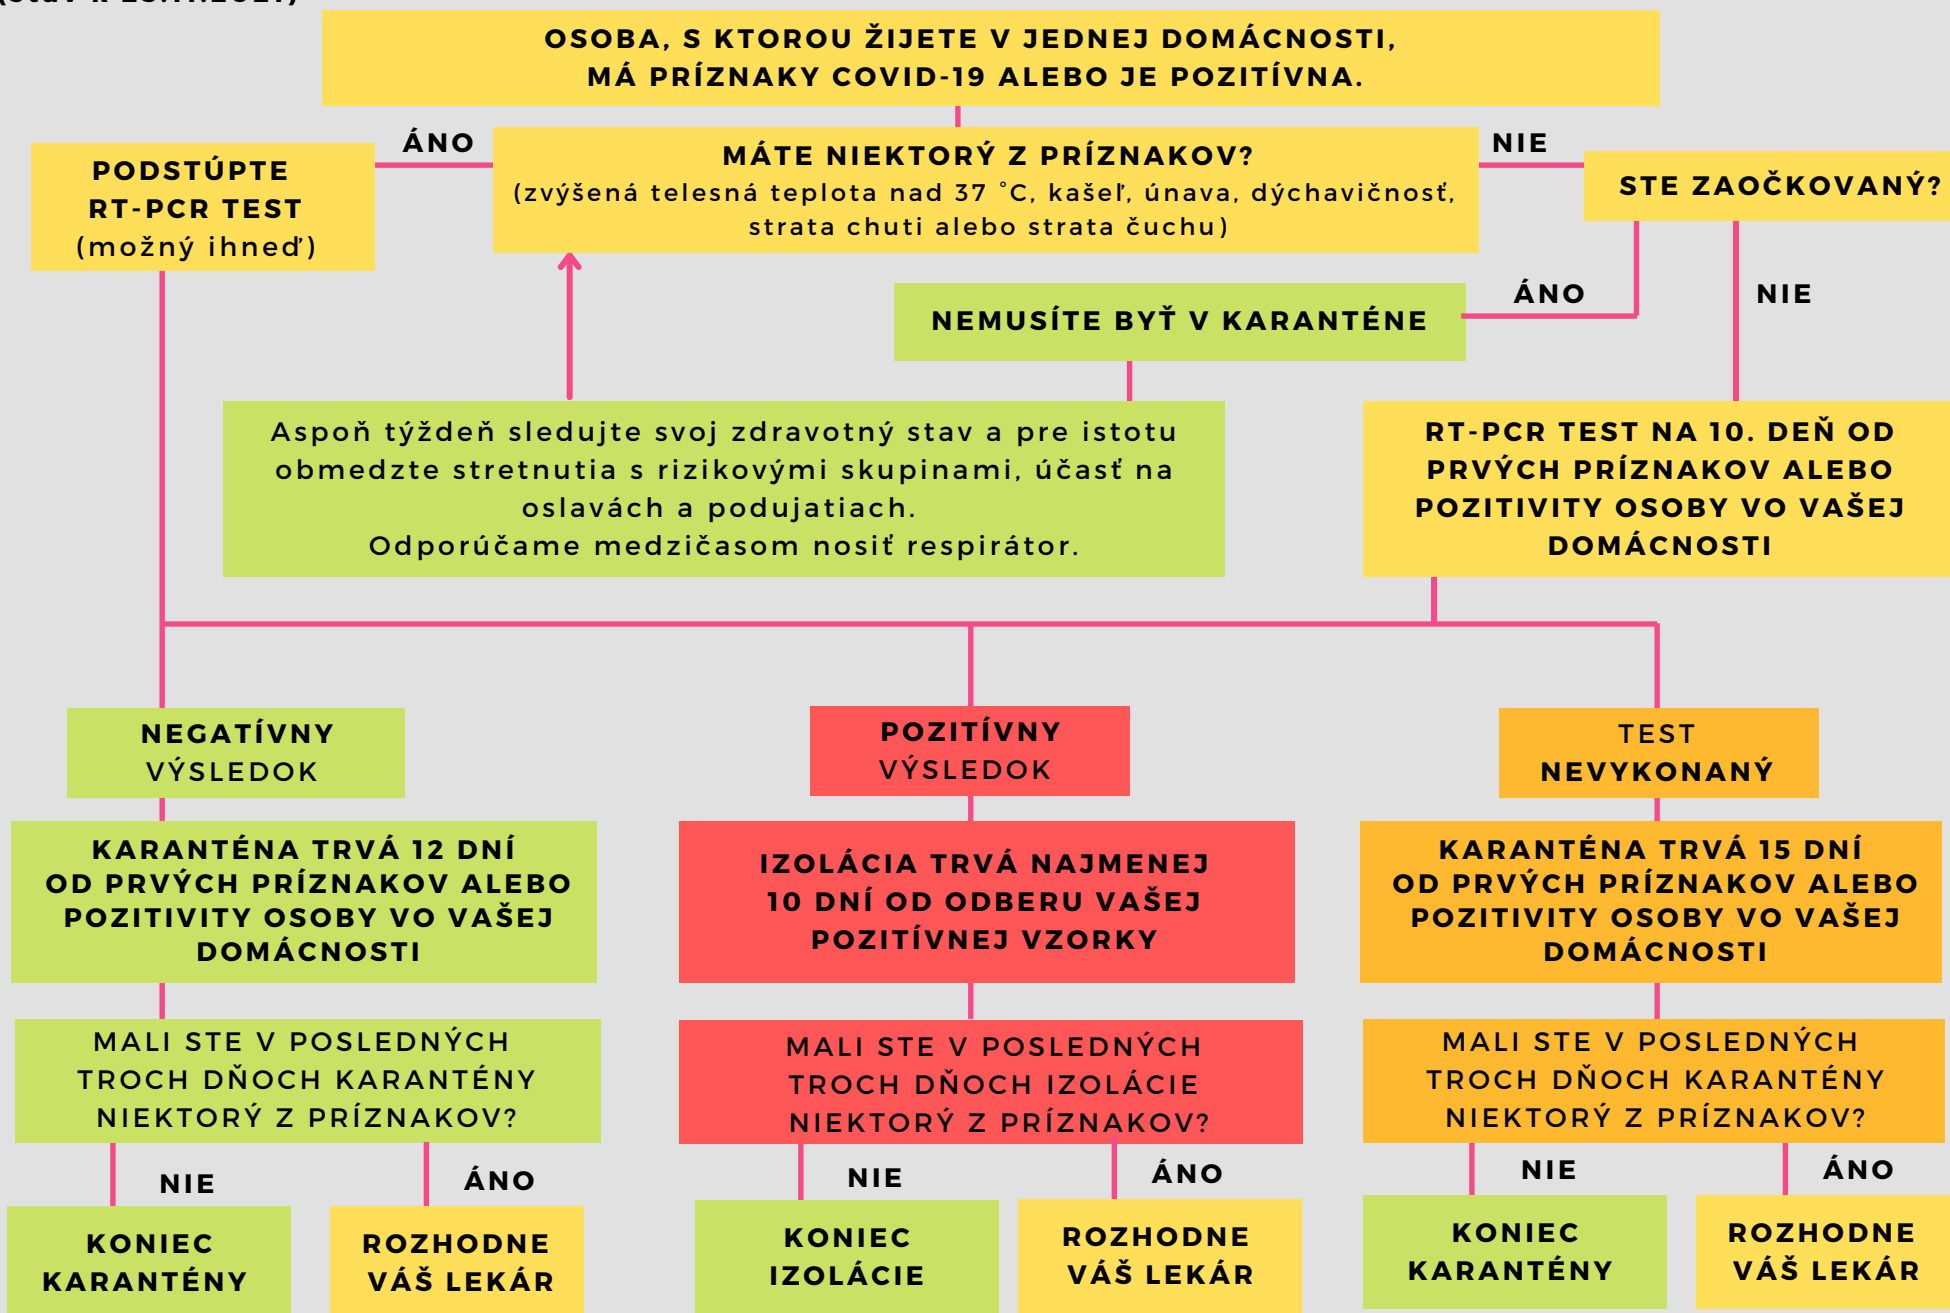 OSOBA, S KTOROU ŽIJETE V JEDNEJ DOMÁCNOSTI,
MÁ PRÍZNAKY COVID-19 ALEBO JE POZITÍVNA.
ÁNO
NIE
PODSTÚPTE
RT-PCR TEST
(možný ihneď)
MÁTE NIEKTORÝ Z PRÍZNAKOV?
(zvýšená telesná teplota nad 37 °C, kašeľ, únava, dýchavičnosť,
strata chuti alebo strata čuchu)
STE ZAOČKOVANÝ?
ÁNO
NIE
NEMUSÍTE BYŤ V KARANTÉNE
Aspoň týždeň sledujte svoj zdravotný stav a pre istotu
obmedzte stretnutia s rizikovými skupinami, účasť na
oslavách a podujatiach.
Odporúčame medzičasom nosiť respirátor.
RT-PCR TEST NA 10. DEŇ OD
PRVÝCH PRÍZNAKOV ALEBO
POZITIVITY OSOBY VO VAŠEJ
DOMÁCNOSTI
NEGATÍVNY
VÝSLEDOK
POZITÍVNY
VÝSLEDOK
TEST
NEVYKONANÝ
KARANTÉNA TRVÁ 12 DNÍ
OD PRVÝCH PRÍZNAKOV ALEBO
POZITIVITY OSOBY VO VAŠEJ
DOMÁCNOSTI
IZOLÁCIA TRVÁ NAJMENEJ
10 DNÍ OD ODBERU VAŠEJ
POZITÍVNEJ VZORKY
KARANTÉNA TRVÁ 15 DNÍ
OD PRVÝCH PRÍZNAKOV ALEBO
POZITIVITY OSOBY VO VAŠEJ
DOMÁCNOSTI
MALI STE V POSLEDNÝCH
TROCH DŇOCH KARANTÉNY
NIEKTORÝ Z PRÍZNAKOV?
MALI STE V POSLEDNÝCH
TROCH DŇOCH IZOLÁCIE
NIEKTORÝ Z PRÍZNAKOV?
MALI STE V POSLEDNÝCH
TROCH DŇOCH KARANTÉNY
NIEKTORÝ Z PRÍZNAKOV?
NIE
ÁNO
NIE
ÁNO
NIE
ÁNO
KONIEC
KARANTÉNY
ROZHODNE
VÁŠ LEKÁR
KONIEC
IZOLÁCIE
ROZHODNE
VÁŠ LEKÁR
KONIEC
KARANTÉNY
ROZHODNE
VÁŠ LEKÁR